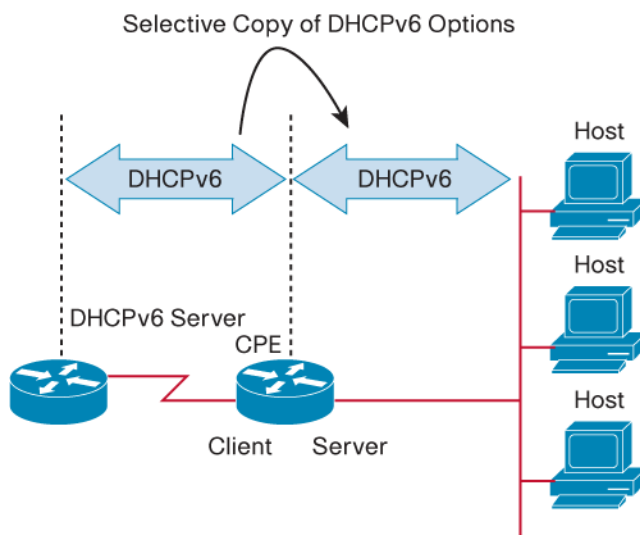 Selective Copy of DHCPv6 Options
Host
DHCPv6
DHCPv6
Host
DHCPv6 Server
CPE
Host
Client
Server